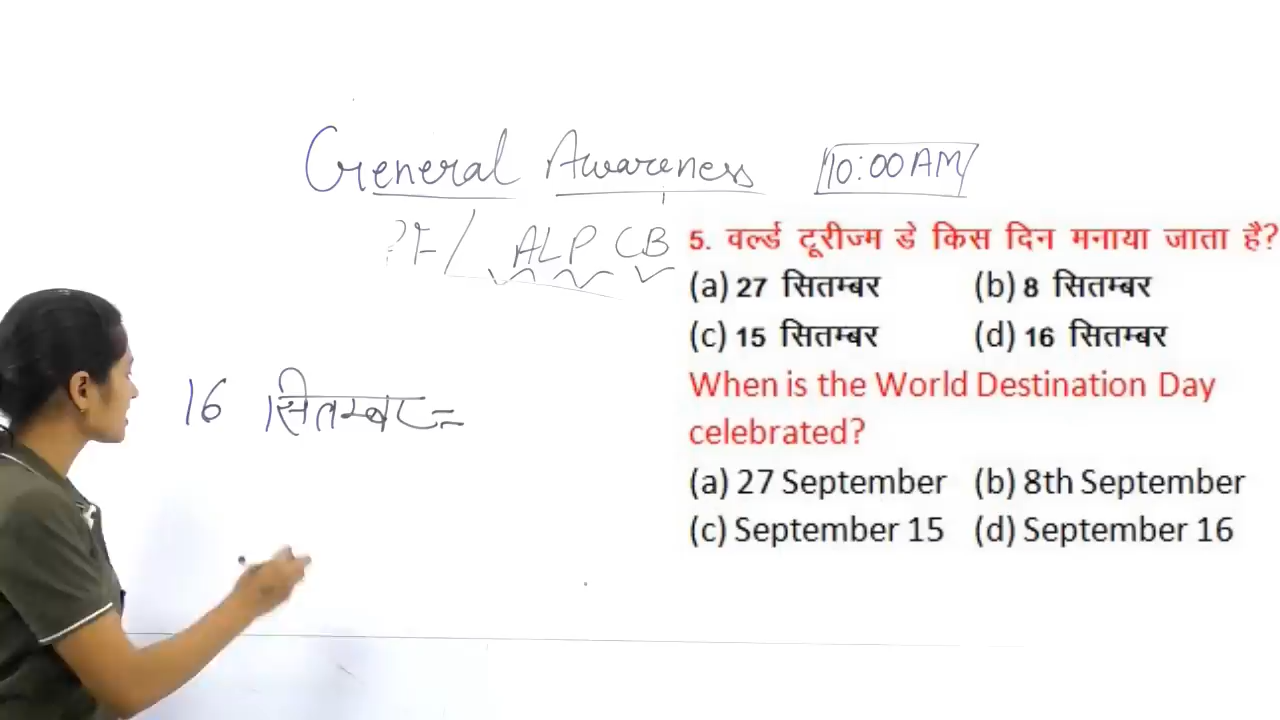 General Awareness 10:00AM
ALP CB
5. वर्ल्ड टूरीज्म डे किस दिन मनाया जाता है?
(a) 27 सितम्बर (b) 8 सितम्बर
(c) 15 सितम्बर (d) 16 सितम्बर
When is the World Destination Day
celebrated?
(a) 27 September (b) 8th September
(c) September 15 (d) September 16
16 सितम्बर =